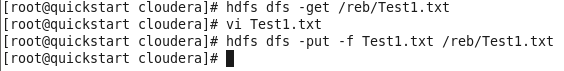 [root@quickstart cloudera]# hdfs dfs -get /reb/Test1.txt
[root@quickstart cloudera]# vi Test1.txt
[root@quickstart cloudera]# hdfs dfs -put -f Test1.txt /reb/Test1.txt
[root@quickstart cloudera]#